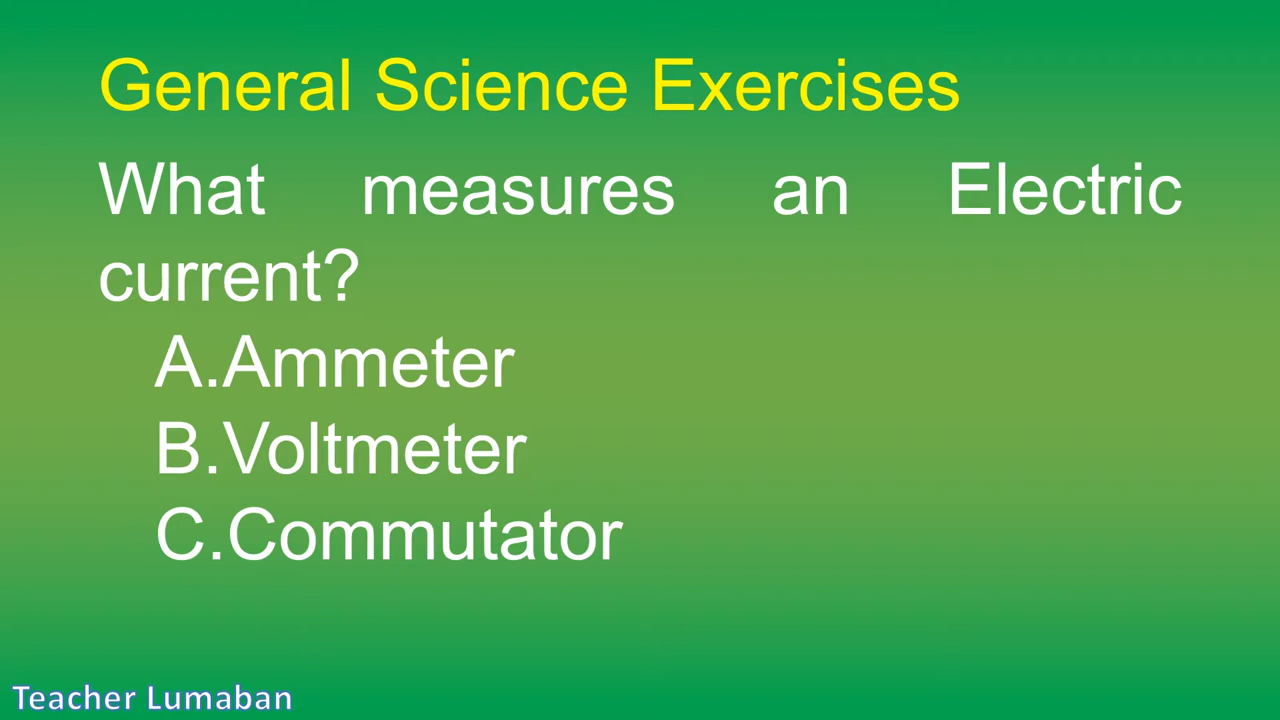 General Science Exercises
What measures an Electric
current?
A.Ammeter
B.Voltmeter
C.Commutator
Teacher Lumaban